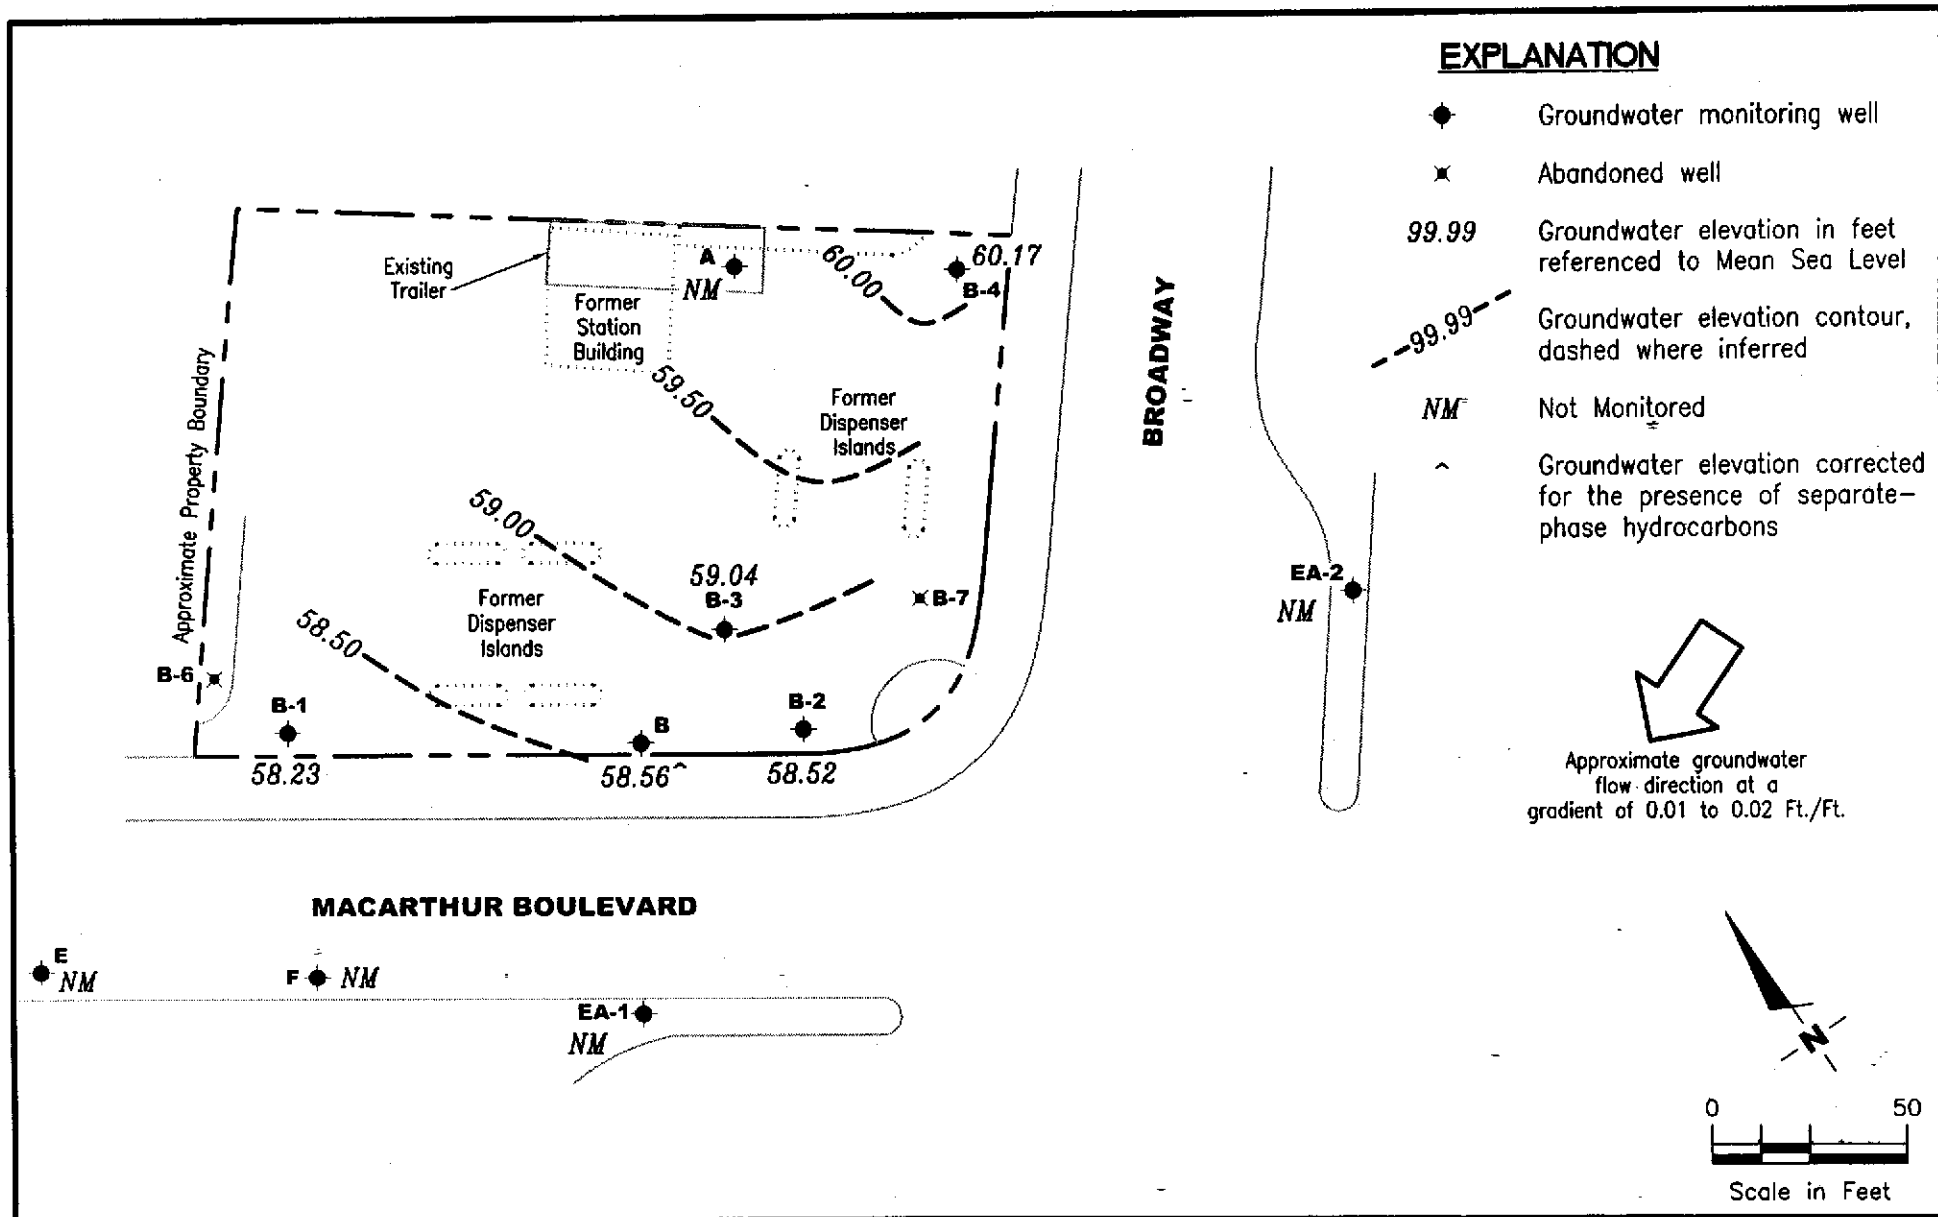 EXPLANATION
Groundwater monitoring well
Abandoned well
99.99
Groundwater elevation in feet
referenced to Mean Sea Level
99.99
Groundwater elevation contour,
dashed where inferred
NM
Not Monitored
^
Groundwater elevation corrected
for the presence of separate-
phase hydrocarbons
Existing
Trailer
A
NM
Former
Station
Building
60.00
60.17
B-4
BROADWAY
Approximate Property Boundary
59.50
Former
Dispenser
Islands
59.00
59.04
B-3
B-7
EA-2
NM
Former
Dispenser
Islands
58.50
B-6
B-1
B
B-2
58.23
58.56^
58.52
Approximate groundwater
flow direction at a
gradient of 0.01 to 0.02 Ft./Ft.
MACARTHUR BOULEVARD
E
NM
F
NM
EA-1
NM
N
0 50
Scale in Feet